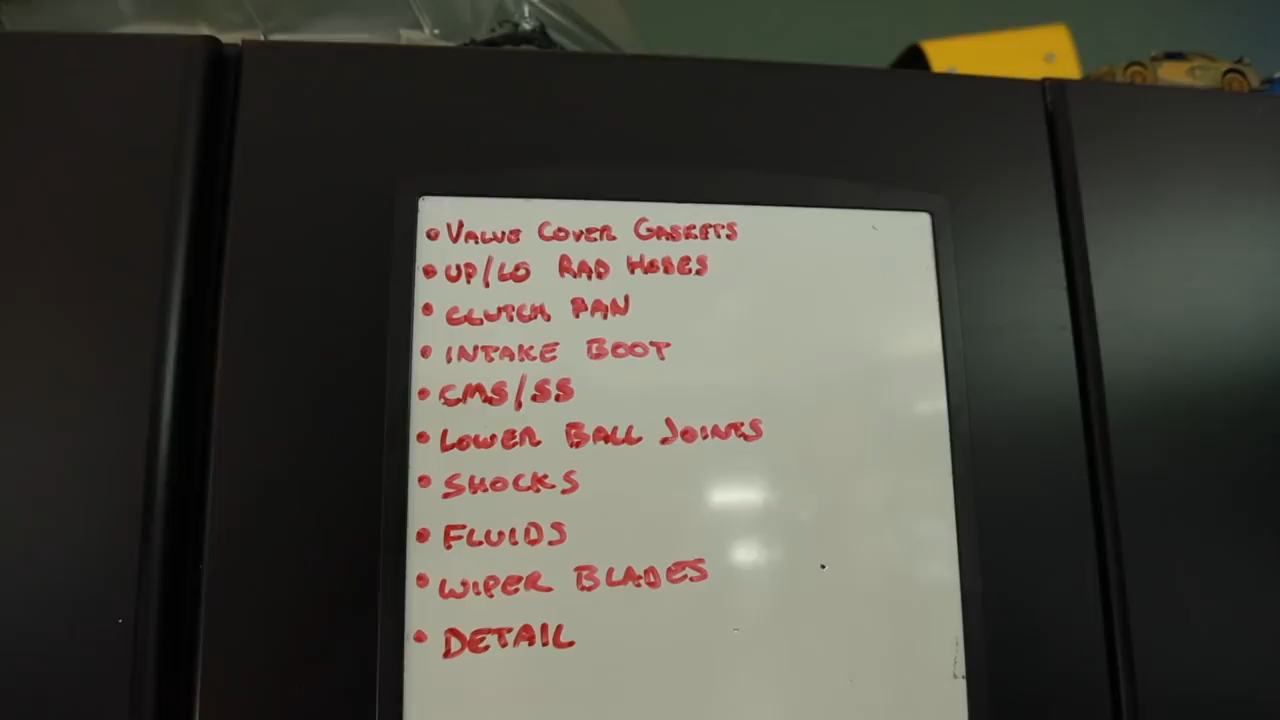 • VALVE COVER GASKETS
• UP/LO RAD HOSES
• CLUTCH FAN
• INTAKE BOOT
• CMS/SS
• LOWER BALL JOINTS
• SHOCKS
• FLUIDS
• WIPER BLADES
• DETAIL